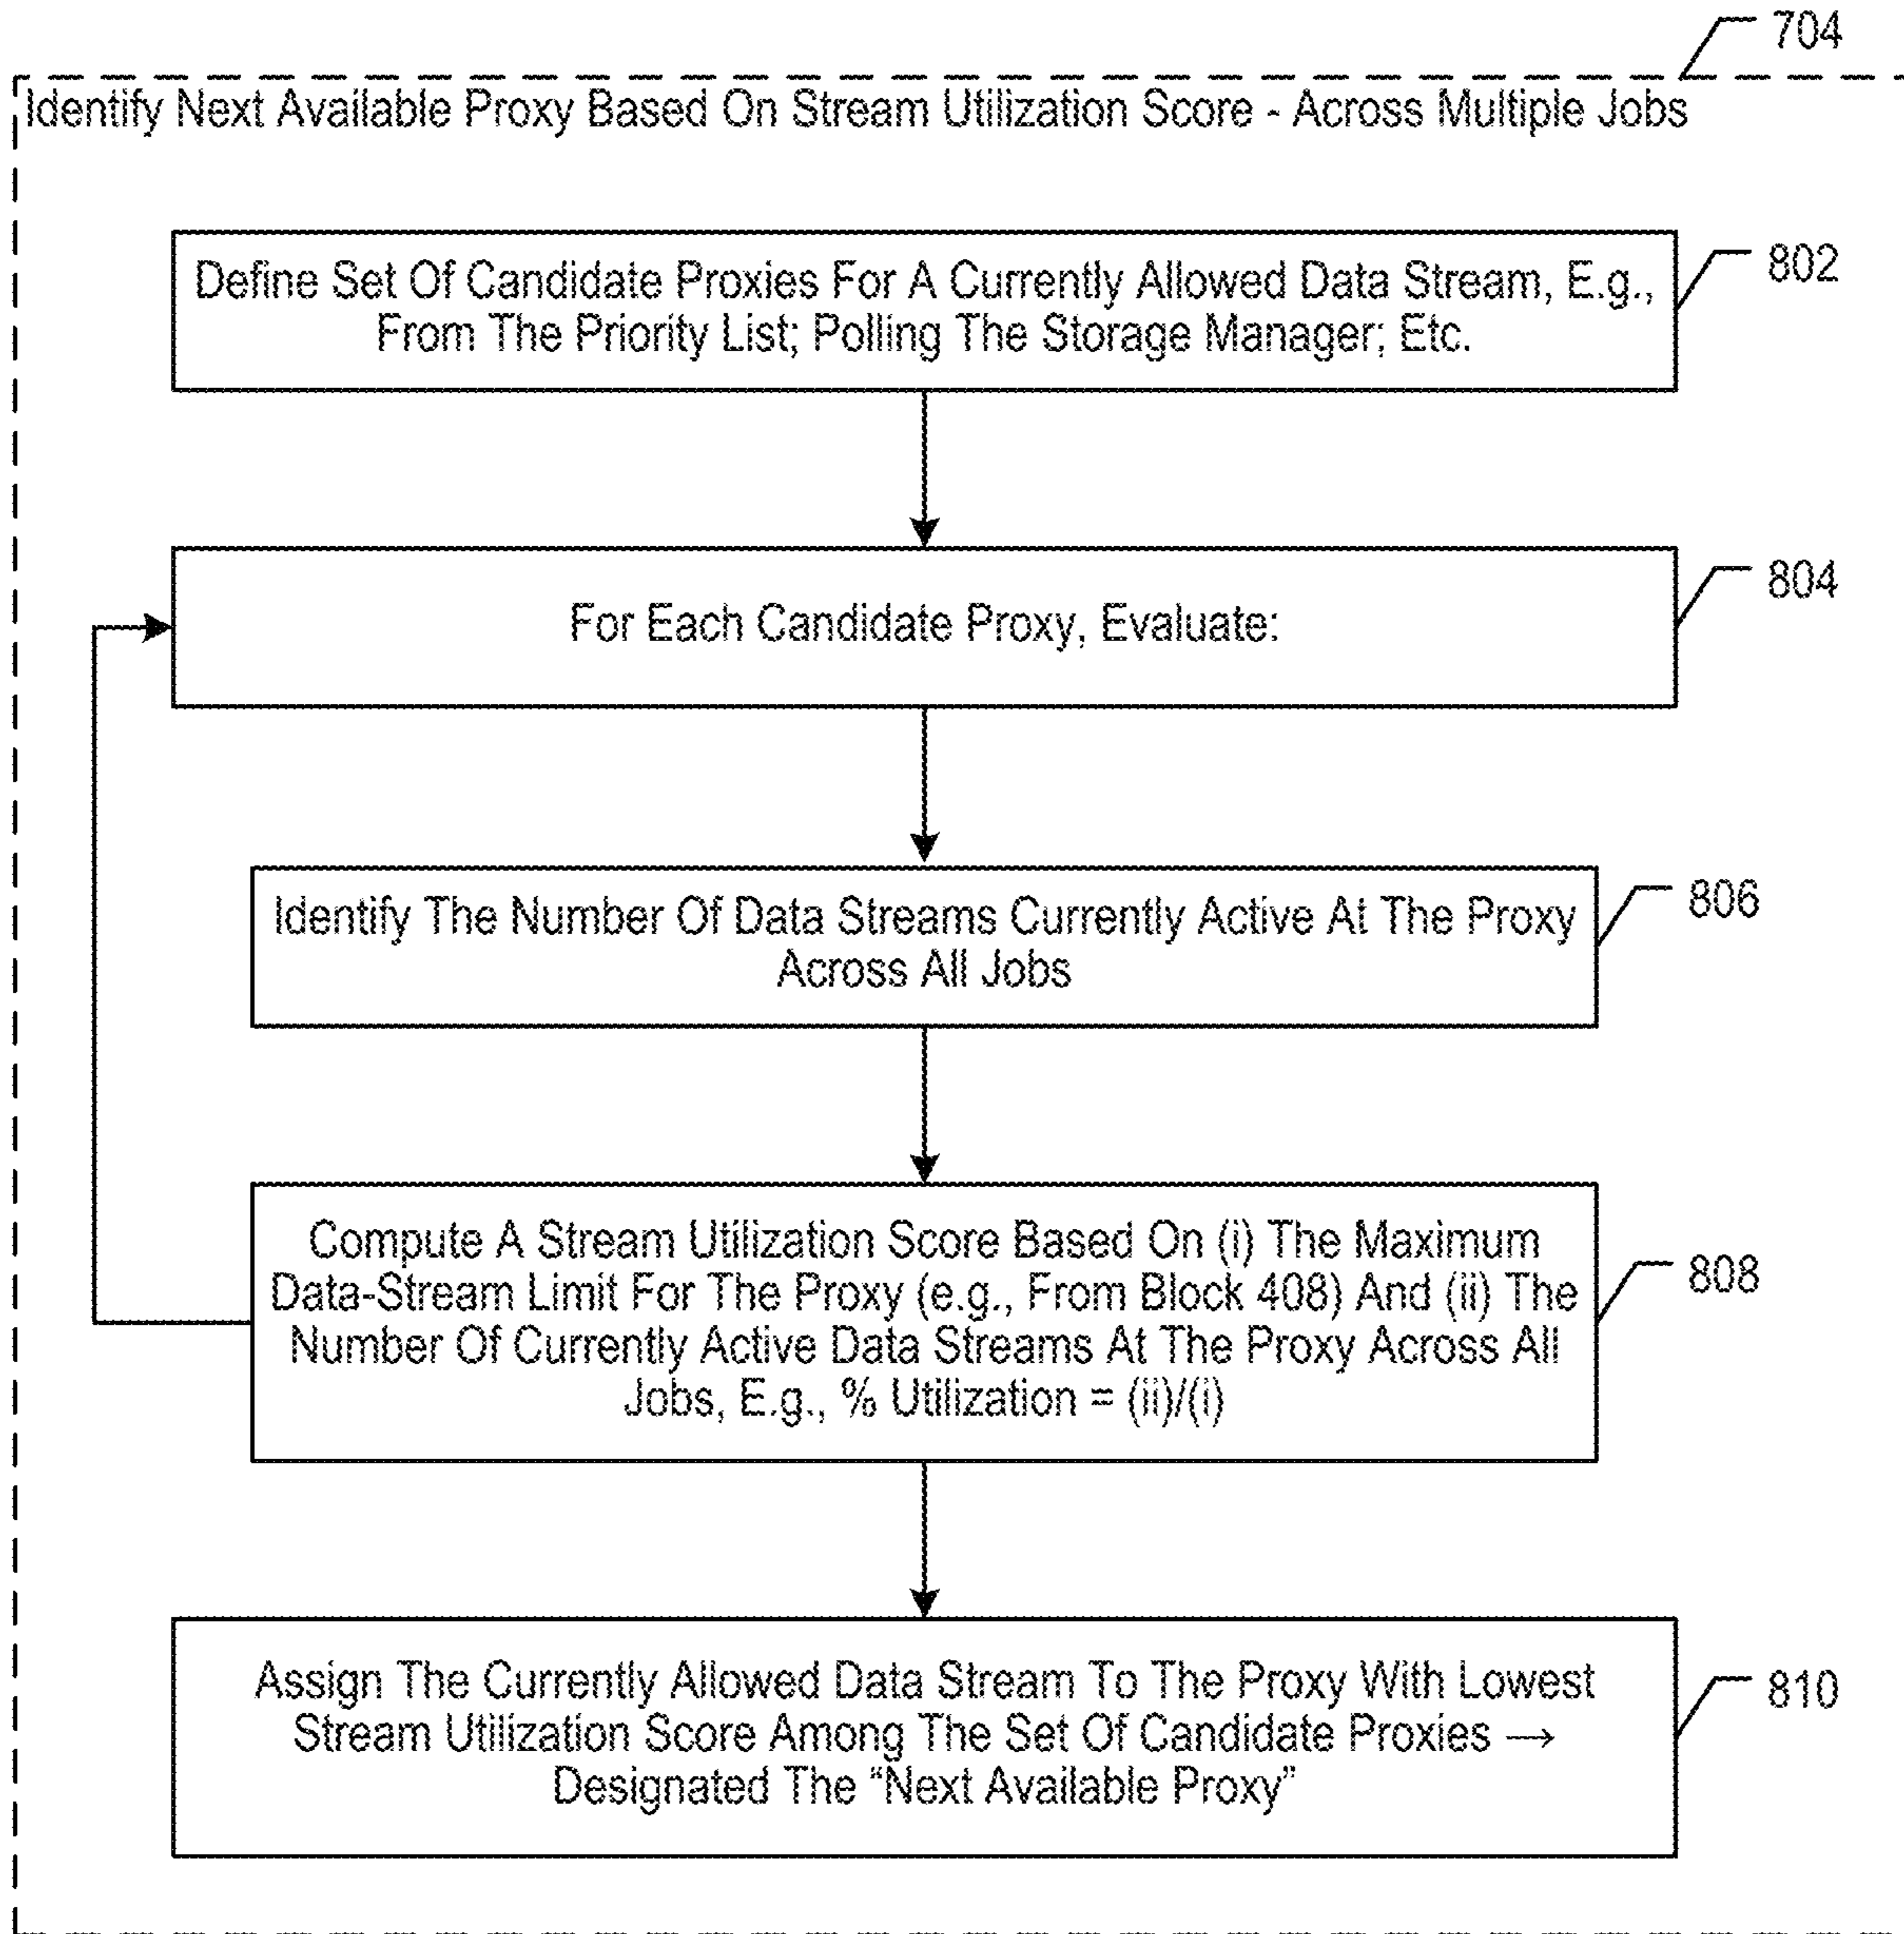 704
Identify Next Available Proxy Based On Stream Utilization Score - Across Multiple Jobs
Define Set Of Candidate Proxies For A Currently Allowed Data Stream, E.g.,
From The Priority List; Polling The Storage Manager; Etc.
802
For Each Candidate Proxy, Evaluate:
804
Identify The Number Of Data Streams Currently Active At The Proxy
Across All Jobs
806
Compute A Stream Utilization Score Based On (i) The Maximum
Data-Stream Limit For The Proxy (e.g., From Block 408) And (ii) The
Number Of Currently Active Data Streams At The Proxy Across All
Jobs, E.g., % Utilization = (ii)/(i)
808
Assign The Currently Allowed Data Stream To The Proxy With Lowest
Stream Utilization Score Among The Set Of Candidate Proxies →
Designated The “Next Available Proxy”
810